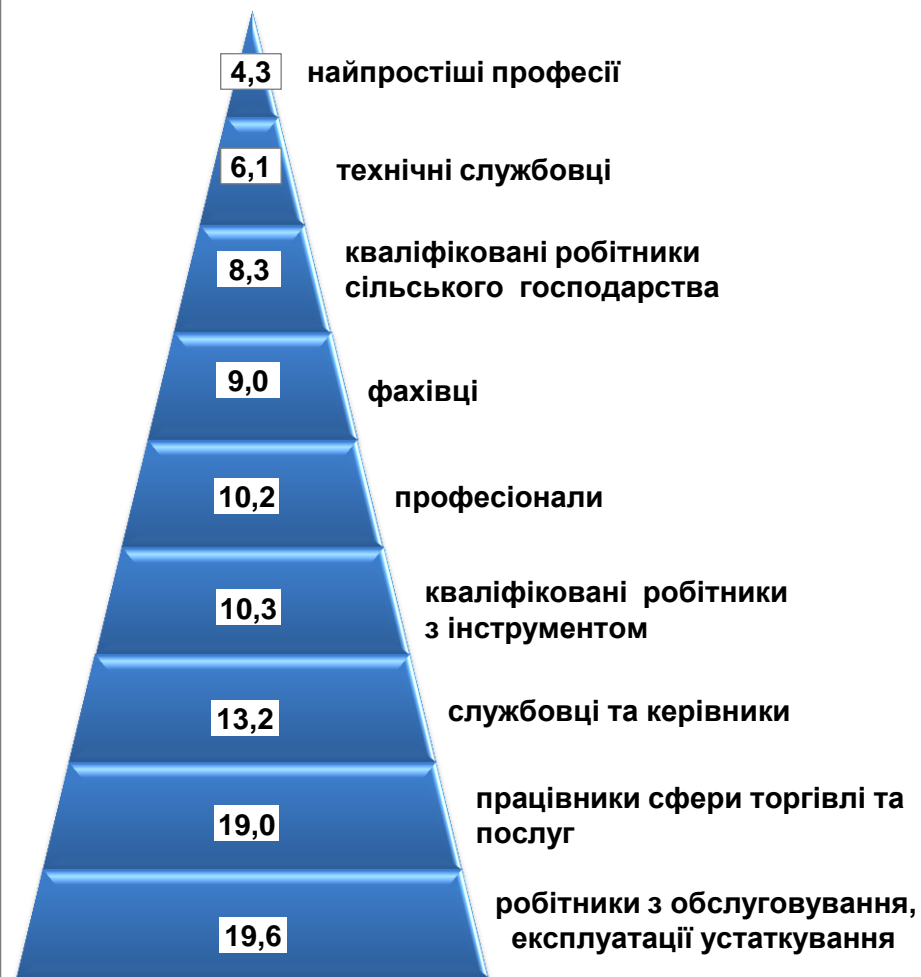 4,3 найпростіші професії
6,1 технічні службовці
кваліфіковані робітники
8,3
сільського господарства
9,0 фахівці
10,2 професіонали
кваліфіковані робітники
10,3
з інструментом
13,2 службовці та керівники
працівники сфери торгівлі та
19,0
послуг
робітники з обслуговування,
19,6 експлуатації устаткування